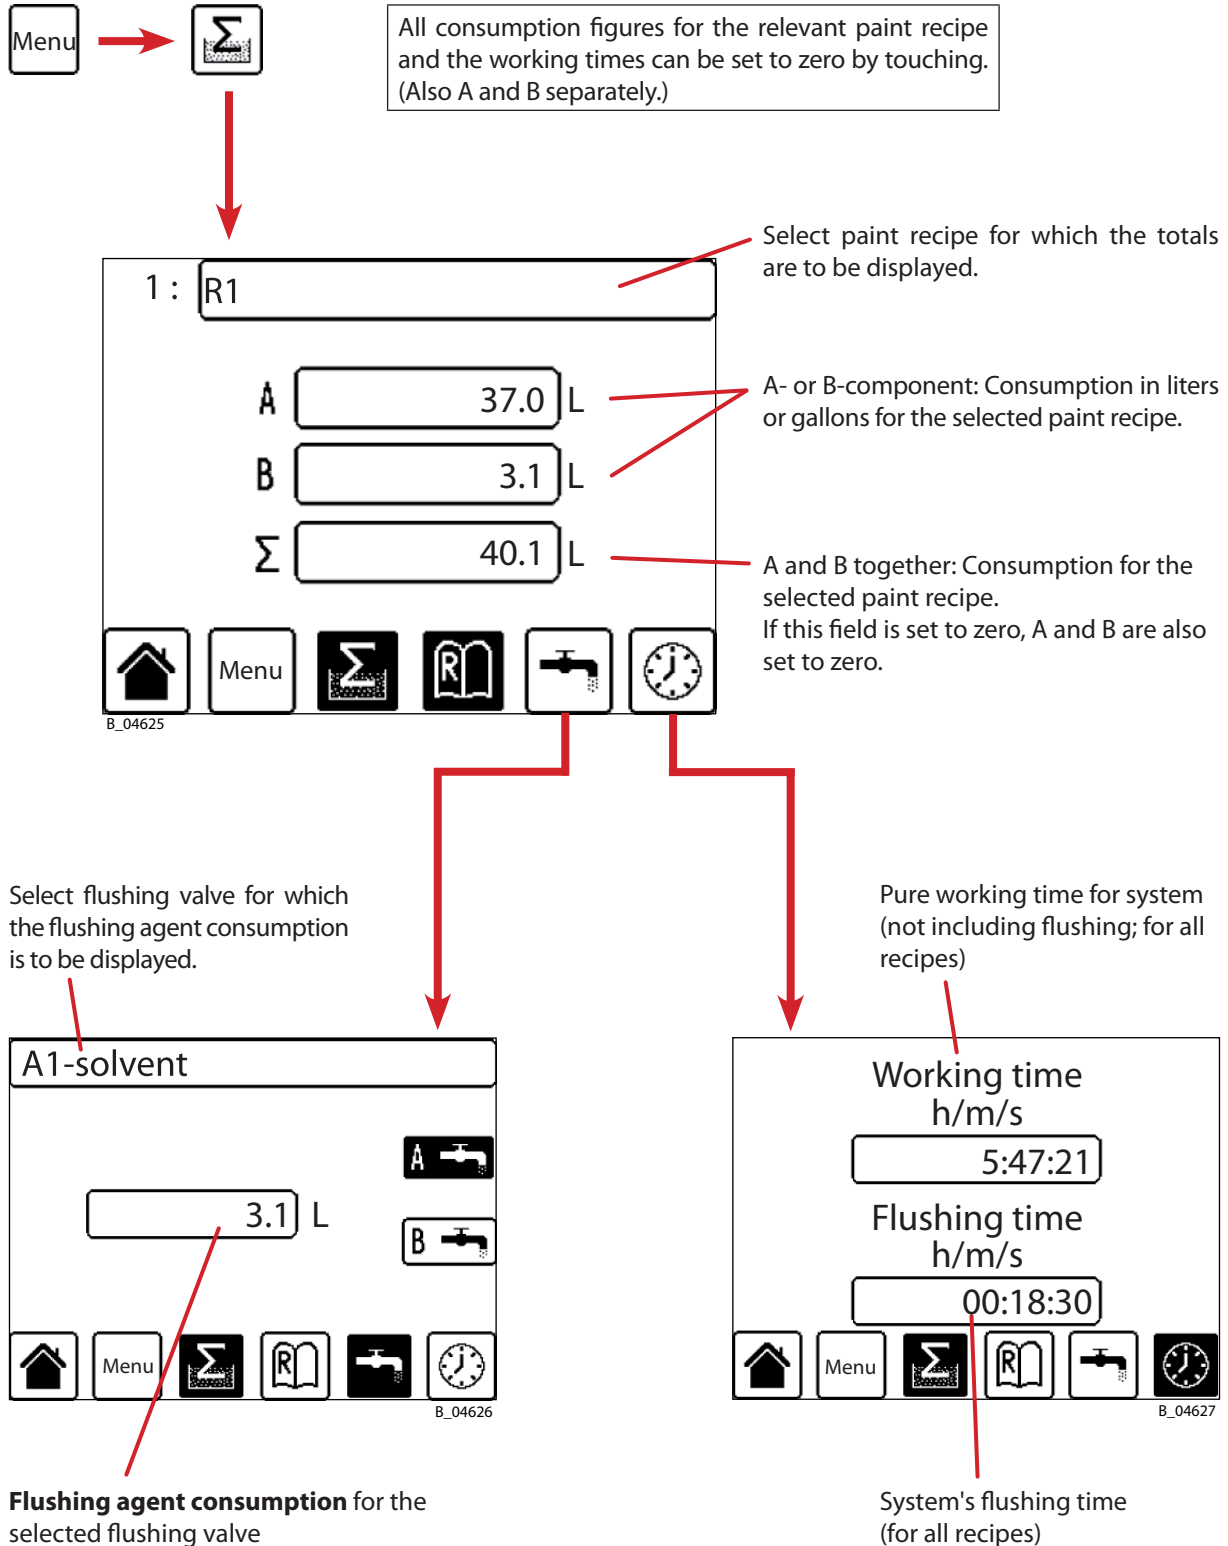 Menu
Σ
All consumption figures for the relevant paint recipe
and the working times can be set to zero by touching.
(Also A and B separately.)
Select paint recipe for which the totals
are to be displayed.
1 : R1
A 37.0 L
A- or B-component: Consumption in liters
or gallons for the selected paint recipe.
B 3.1 L
Σ 40.1 L
A and B together: Consumption for the
selected paint recipe.
If this field is set to zero, A and B are also
set to zero.
Menu Σ R
B_04625
Select flushing valve for which
the flushing agent consumption
is to be displayed.
Pure working time for system
(not including flushing; for all
recipes)
A1-solvent
A
3.1 L
B
Menu Σ R
B_04626
Working time
h/m/s
5:47:21
Flushing time
h/m/s
00:18:30
Menu Σ R
B_04627
Flushing agent consumption for the
selected flushing valve
System's flushing time
(for all recipes)